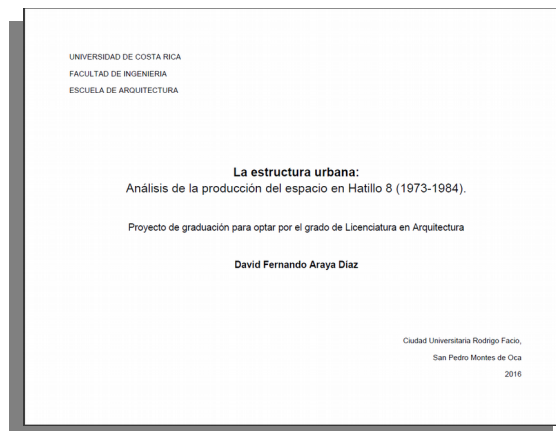 UNIVERSIDAD DE COSTA RICA
FACULTAD DE INGENIERIA
ESCUELA DE ARQUITECTURA
La estructura urbana:
Análisis de la producción del espacio en Hatillo 8 (1973-1984).
Proyecto de graduación para optar por el grado de Licenciatura en Arquitectura
David Fernando Araya Diaz
Ciudad Universitaria Rodrigo Facio,
San Pedro Montes de Oca
2016